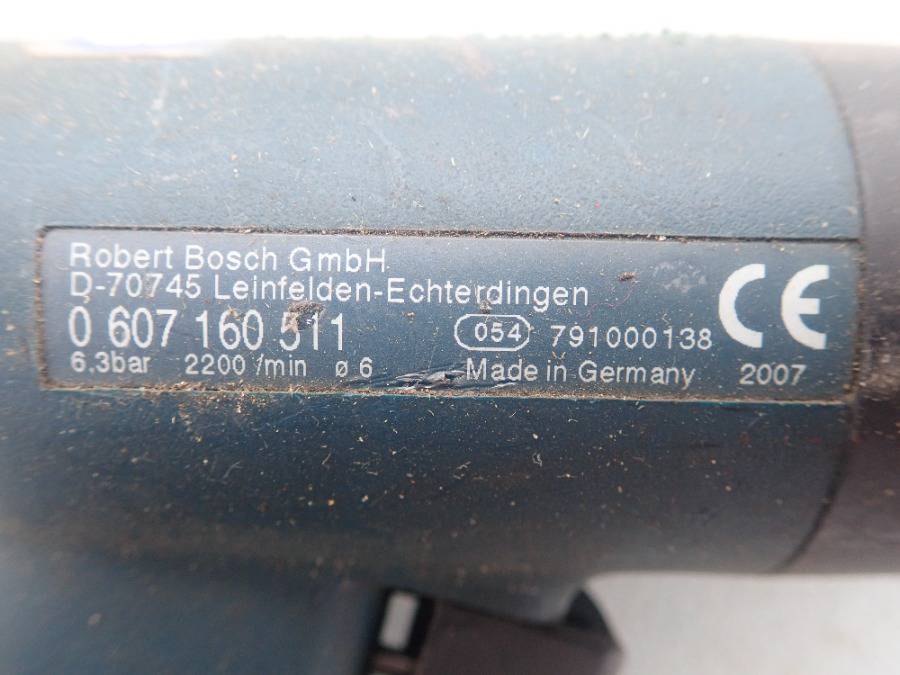 Robert Bosch GmbH
D-70745 Leinfelden-Echterdingen
0 607 160 511 054 791000138 CE
6.3bar 2200 /min ø 6 Made in Germany 2007